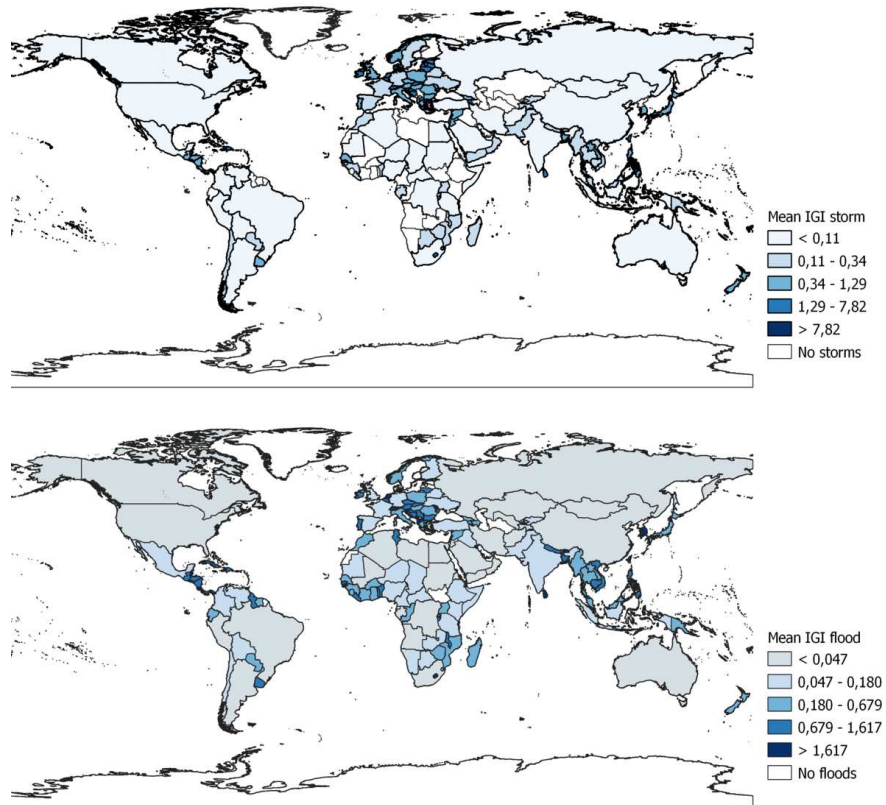 Mean IGI storm
< 0,11
0,11 - 0,34
0,34 - 1,29
1,29 - 7,82
> 7,82
No storms
Mean IGI flood
< 0,047
0,047 - 0,180
0,180 - 0,679
0,679 - 1,617
> 1,617
No floods